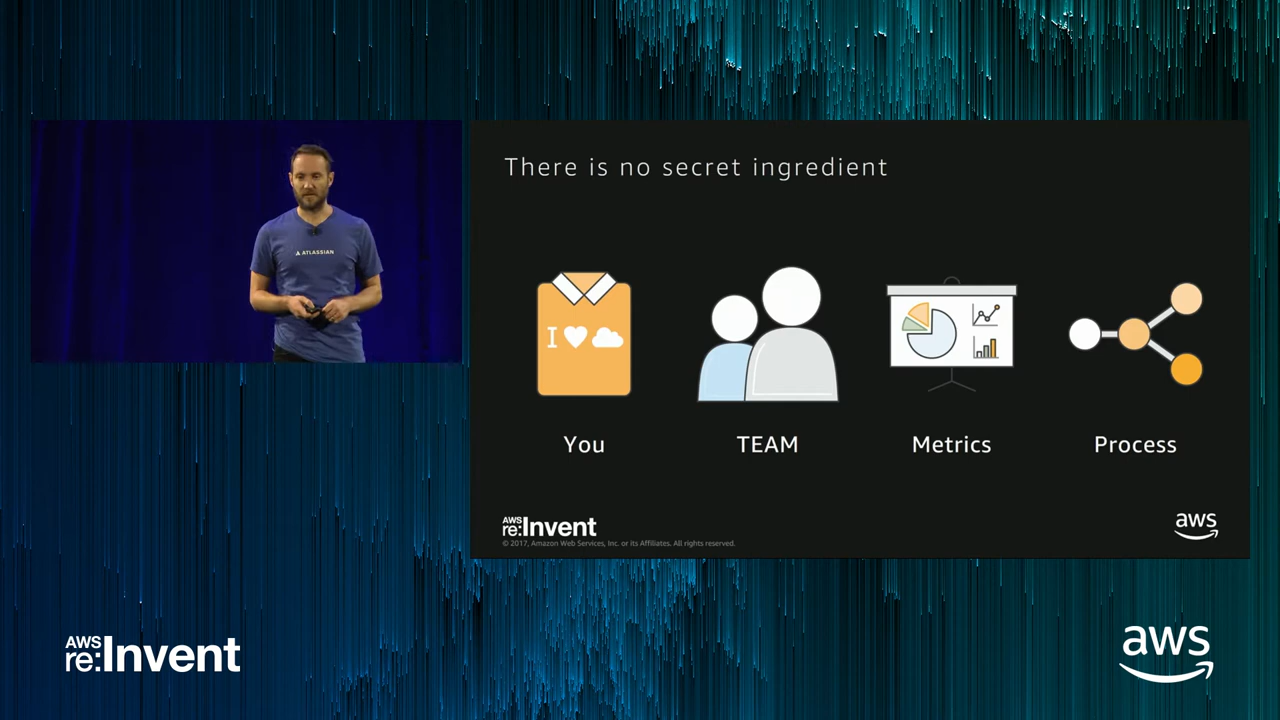 There is no secret ingredient
ATLASSIAN
I
You
TEAM
Metrics
Process
AWS
re:Invent
© 2017, Amazon Web Services, Inc. or its Affiliates. All rights reserved.
aws
AWS
re:Invent
aws